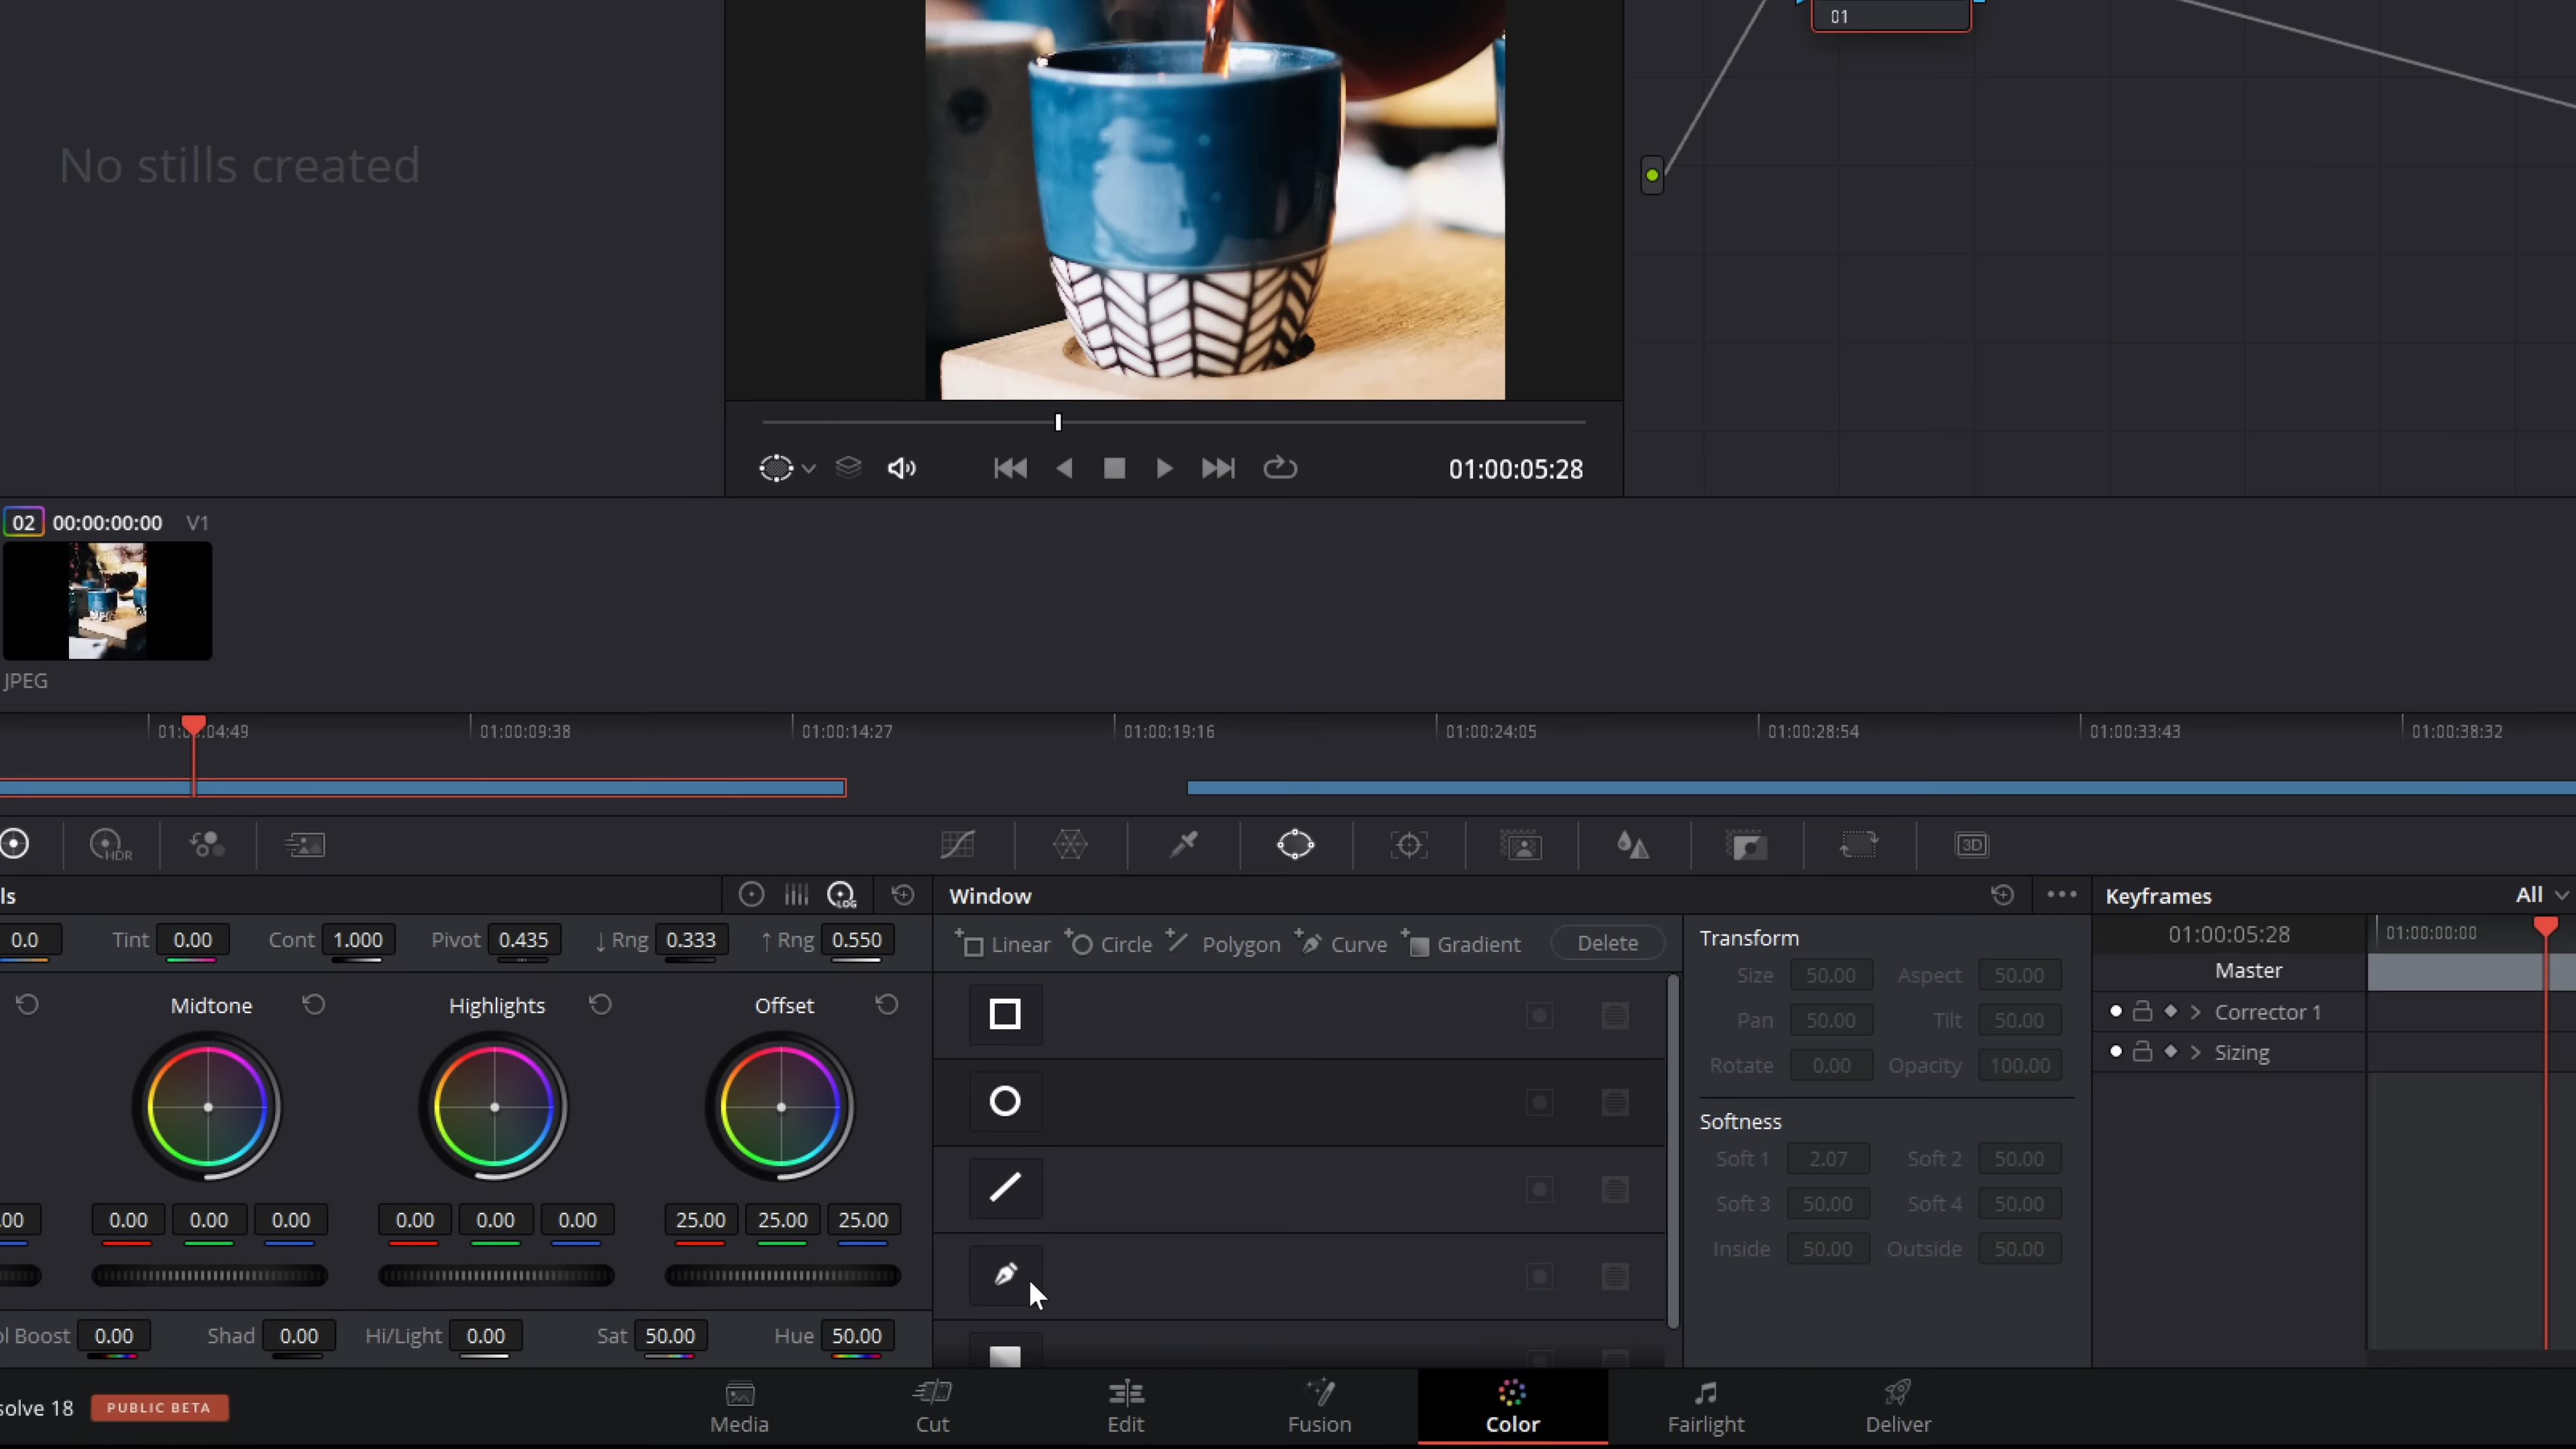 01
No stills created
01:00:05:28
02 00:00:00:00 V1
JPEG
01:00:09:38 01:00:14:27 01:00:19:16 01:00:24:05 01:00:28:54 01:00:33:43 01:00:38:32
HDR
3D
ls
LOG
Window
Keyframes All
0.0 Tint 0.00 Cont 1.000 Pivot 0.435 ↓ Rng 0.333 ↑ Rng 0.550
Linear Circle Polygon Curve Gradient Delete
Transform
01:00:05:28 01:00:00:00
Size 50.00 Aspect 50.00
Master
Midtone Highlights Offset
Pan 50.00 Tilt 50.00
Corrector 1
Rotate 0.00 Opacity 100.00
Sizing
Softness
Soft 1 2.07 Soft 2 50.00
Soft 3 50.00 Soft 4 50.00
.00 0.00 0.00 0.00 0.00 0.00 0.00 25.00 25.00 25.00
Inside 50.00 Outside 50.00
ol Boost 0.00 Shad 0.00 Hi/Light 0.00 Sat 50.00 Hue 50.00
solve 18 PUBLIC BETA
Media Cut Edit Fusion Color Fairlight Deliver